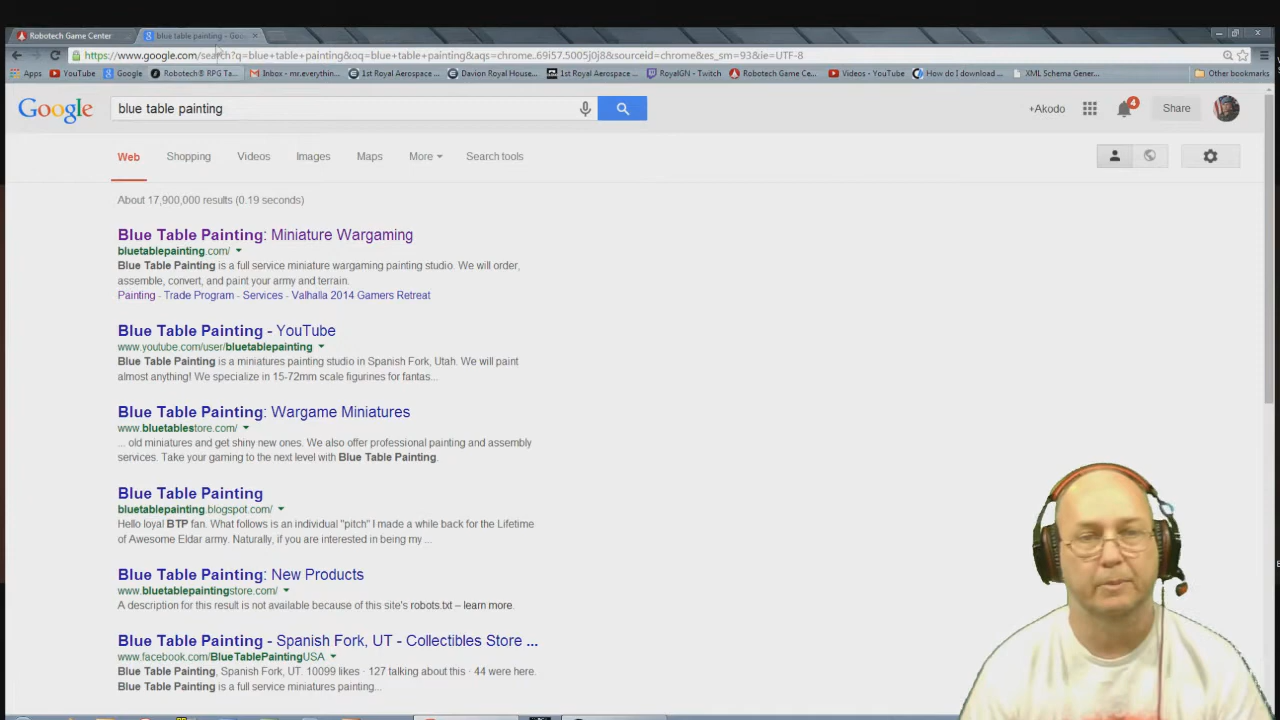 Robotech Game Center
blue table painting - Goo
https://www.google.com/search?q=blue+table+painting&oq=blue+table+painting&aqs=chrome..69i57.5005j0j8&sourceid=chrome&es_sm=93&ie=UTF-8
Apps YouTube Google Robotech® RPG Ta... Inbox - mr.everythin... 1st Royal Aerospace ... Davion Royal House... 1st Royal Aerospace ... RoyalGN - Twitch Robotech Game Ce... Videos - YouTube How do I download ... XML Schema Gener... Other bookmarks
Google blue table painting +Akodo 4 Share
Web Shopping Videos Images Maps More Search tools
About 17,900,000 results (0.19 seconds)
Blue Table Painting: Miniature Wargaming
bluetablepainting.com/
Blue Table Painting is a full service miniature wargaming painting studio. We will order,
assemble, convert, and paint your army and terrain.
Painting - Trade Program - Services - Valhalla 2014 Gamers Retreat
Blue Table Painting - YouTube
www.youtube.com/user/bluetablepainting
Blue Table Painting is a miniatures painting studio in Spanish Fork, Utah. We will paint
almost anything! We specialize in 15-72mm scale figurines for fantas...
Blue Table Painting: Wargame Miniatures
www.bluetablestore.com/
... old miniatures and get shiny new ones. We also offer professional painting and assembly
services. Take your gaming to the next level with Blue Table Painting.
Blue Table Painting
bluetablepainting.blogspot.com/
Hello loyal BTP fan. What follows is an individual "pitch" I made a while back for the Lifetime
of Awesome Eldar army. Naturally, if you are interested in being my ...
Blue Table Painting: New Products
www.bluetablepaintingstore.com/
A description for this result is not available because of this site's robots.txt – learn more.
Blue Table Painting - Spanish Fork, UT - Collectibles Store ...
www.facebook.com/BlueTablePaintingUSA
Blue Table Painting, Spanish Fork, UT. 10099 likes · 127 talking about this · 44 were here.
Blue Table Painting is a full service miniatures painting...